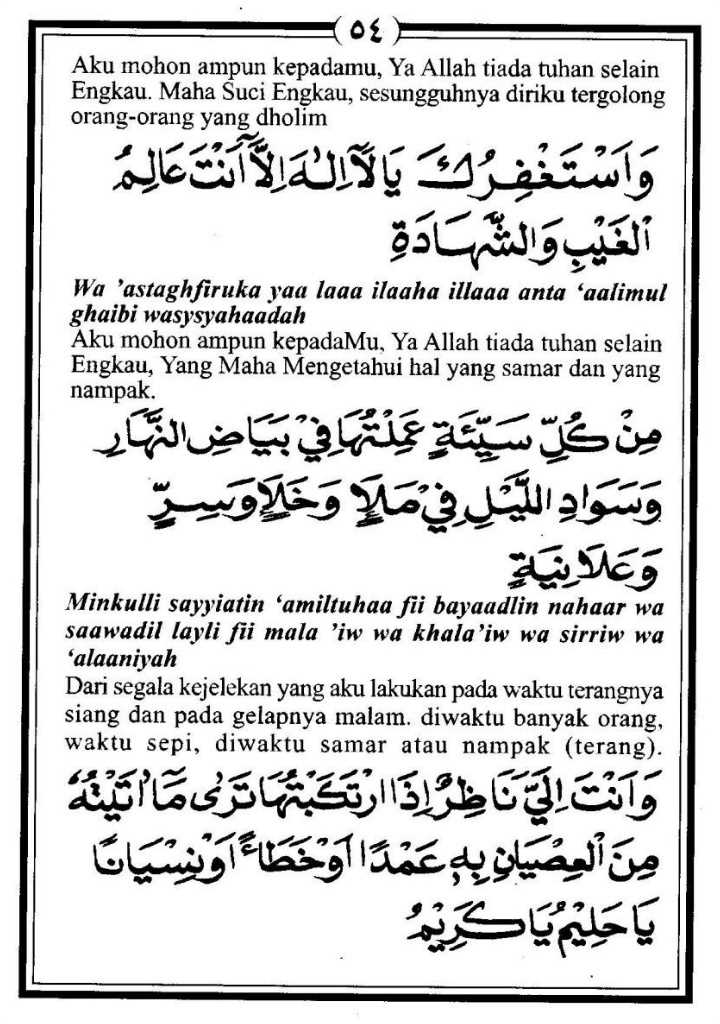 ٥٤
Aku mohon ampun kepadamu, Ya Allah tiada tuhan selain
Engkau. Maha Suci Engkau, sesungguhnya diriku tergolong
orang-orang yang dholim
وَاَسْتَغْفِرُكَ يَالَآ اِلٰهَ اِلَّآ اَنْتَ عَالِمُ
الْغَيْبِ وَالشَّهَادَةِ
Wa ’astaghfiruka yaa laaa ilaaha illaaa anta ‘aalimul
ghaibi wasysyahaadah
Aku mohon ampun kepadaMu, Ya Allah tiada tuhan selain
Engkau, Yang Maha Mengetahui hal yang samar dan yang
nampak.
مِنْ كُلِّ سَيِّئَةٍ عَمِلْتُهَا فِيْ بَيَاضِ النَّهَارِ
وَسَوَادِ اللَّيْلِ فِيْ مَلَاٍ وَخَلَاٍ وَسِرٍّ
وَعَلَانِيَةٍ
Minkulli sayyiatin ‘amiltuhaa fii bayaadlin nahaar wa
saawadil layli fii mala ’iw wa khala’iw wa sirriw wa
‘alaaniyah
Dari segala kejelekan yang aku lakukan pada waktu terangnya
siang dan pada gelapnya malam. diwaktu banyak orang,
waktu sepi, diwaktu samar atau nampak (terang).
وَاَنْتَ اِلَيَّ نَاظِرٌ اِذَا ارْتَكَبْتُهَا تَرٰى مَآ اٰتَيْتُهُ
مِنَ الْعِصْيَانِ بِهِ عَمْدًا اَوْخَطَاءً اَوْنِسْيَانًا
يَاحَلِيْمُ يَاكَرِيْمُ